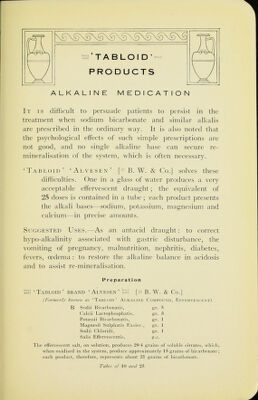 'TABLOID'
PRODUCTS
ALKALINE MEDICATION
IT IS difficult to persuade patients to persist in the
treatment when sodium bicarbonate and similar alkalis
are prescribed in the ordinary way. It is also noted that
the psychological effects of such simple prescriptions are
not good, and no single alkaline base can secure re-
mineralisation of the system, which is often necessary.
'TABLOID' 'ALVESEN' [B. W. & Co.] solves these
difficulties. One in a glass of water produces a very
acceptable effervescent draught; the equivalent of
25 doses is contained in a tube; each product presents
the alkali bases—sodium, potassium, magnesium and
calcium—in precise amounts.
SUGGESTED USES.—As an antacid draught: to correct
hypo-alkalinity associated with gastric disturbance, the
vomiting of pregnancy, malnutrition, nephritis, diabetes,
fevers, œdema: to restore the alkaline balance in acidosis
and to assist re-mineralisation.
Preparation
'TABLOID' BRAND 'ALVESEN' [B. W. & Co.]
(Formerly known as 'TABLOID' ALKALINE COMPOUND, EFFERVESCENT)
℞ Sodii Bicarbonatis, gr.
Calcii Lactophosphatis, gr.
Potassii Bicarbonatis, gr. 1
Magnesii Sulphatis Exsicc., gr. 1
Sodii Chloridi, gr. 1
Salis Effervescentis, q.s.
The effervescent salt, on solution, produces grains of soluble citrates, which,
when oxidised in the system, produce approximately grains of bicarbonate;
each product, therefore, represents about 25 grains of bicarbonate.
Tubes of 10 and 25